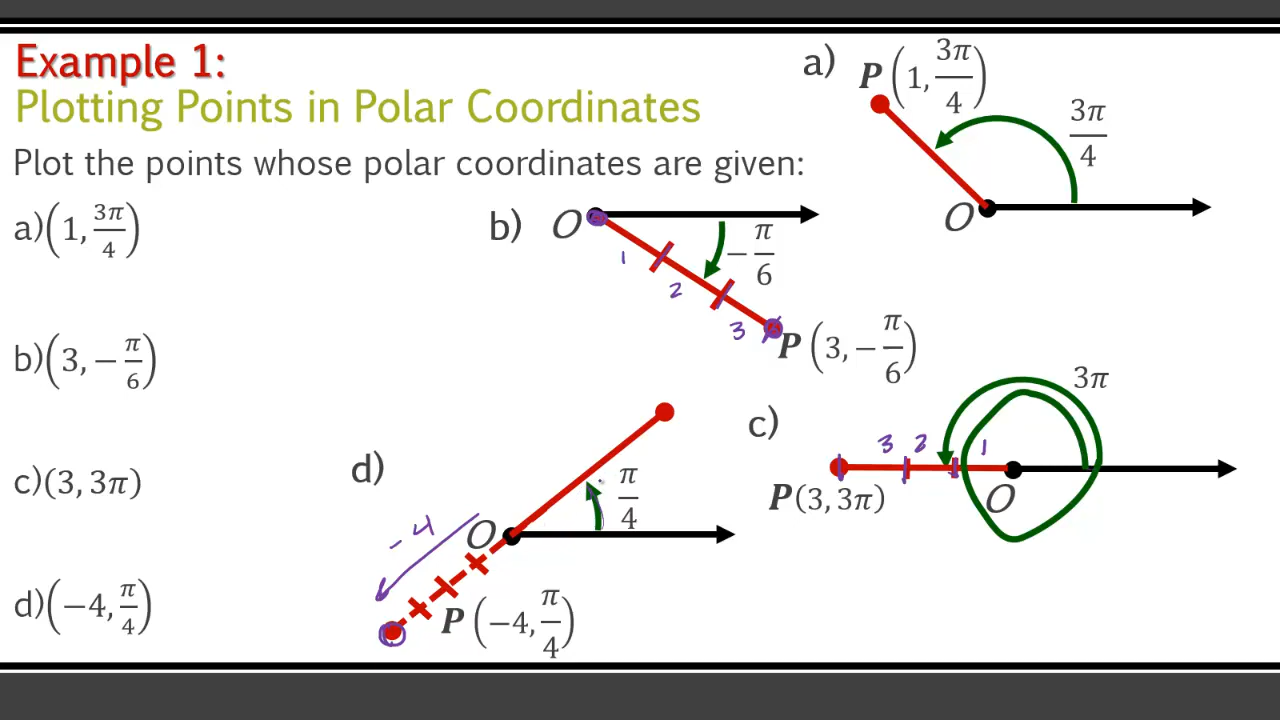 Example 1:
Plotting Points in Polar Coordinates
Plot the points whose polar coordinates are given:
a)(1, 3π/4)
b)(3, −π/6)
c)(3, 3π)
d)(−4, π/4)
a) P(1, 3π/4)
3π/4
O
b) O
−π/6
1
2
3
P(3, −π/6)
c)
3π
3 2 1
O
P(3, 3π)
d)
π/4
O
−4
P(−4, π/4)